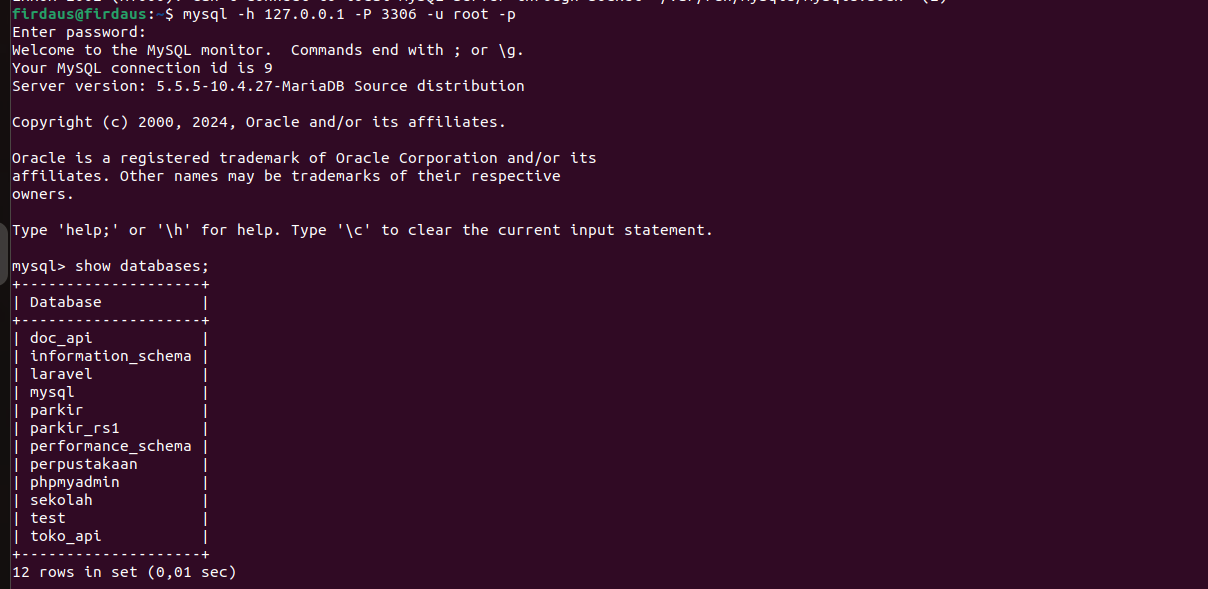 firdaus@firdaus:~$ mysql -h 127.0.0.1 -P 3306 -u root -p
Enter password:
Welcome to the MySQL monitor.  Commands end with ; or \g.
Your MySQL connection id is 9
Server version: 5.5.5-10.4.27-MariaDB Source distribution

Copyright (c) 2000, 2024, Oracle and/or its affiliates.

Oracle is a registered trademark of Oracle Corporation and/or its
affiliates. Other names may be trademarks of their respective
owners.

Type 'help;' or '\h' for help. Type '\c' to clear the current input statement.

mysql> show databases;
+--------------------+
| Database           |
+--------------------+
| doc_api            |
| information_schema |
| laravel            |
| mysql              |
| parkir             |
| parkir_rs1         |
| performance_schema |
| perpustakaan       |
| phpmyadmin         |
| sekolah            |
| test               |
| toko_api           |
+--------------------+
12 rows in set (0,01 sec)